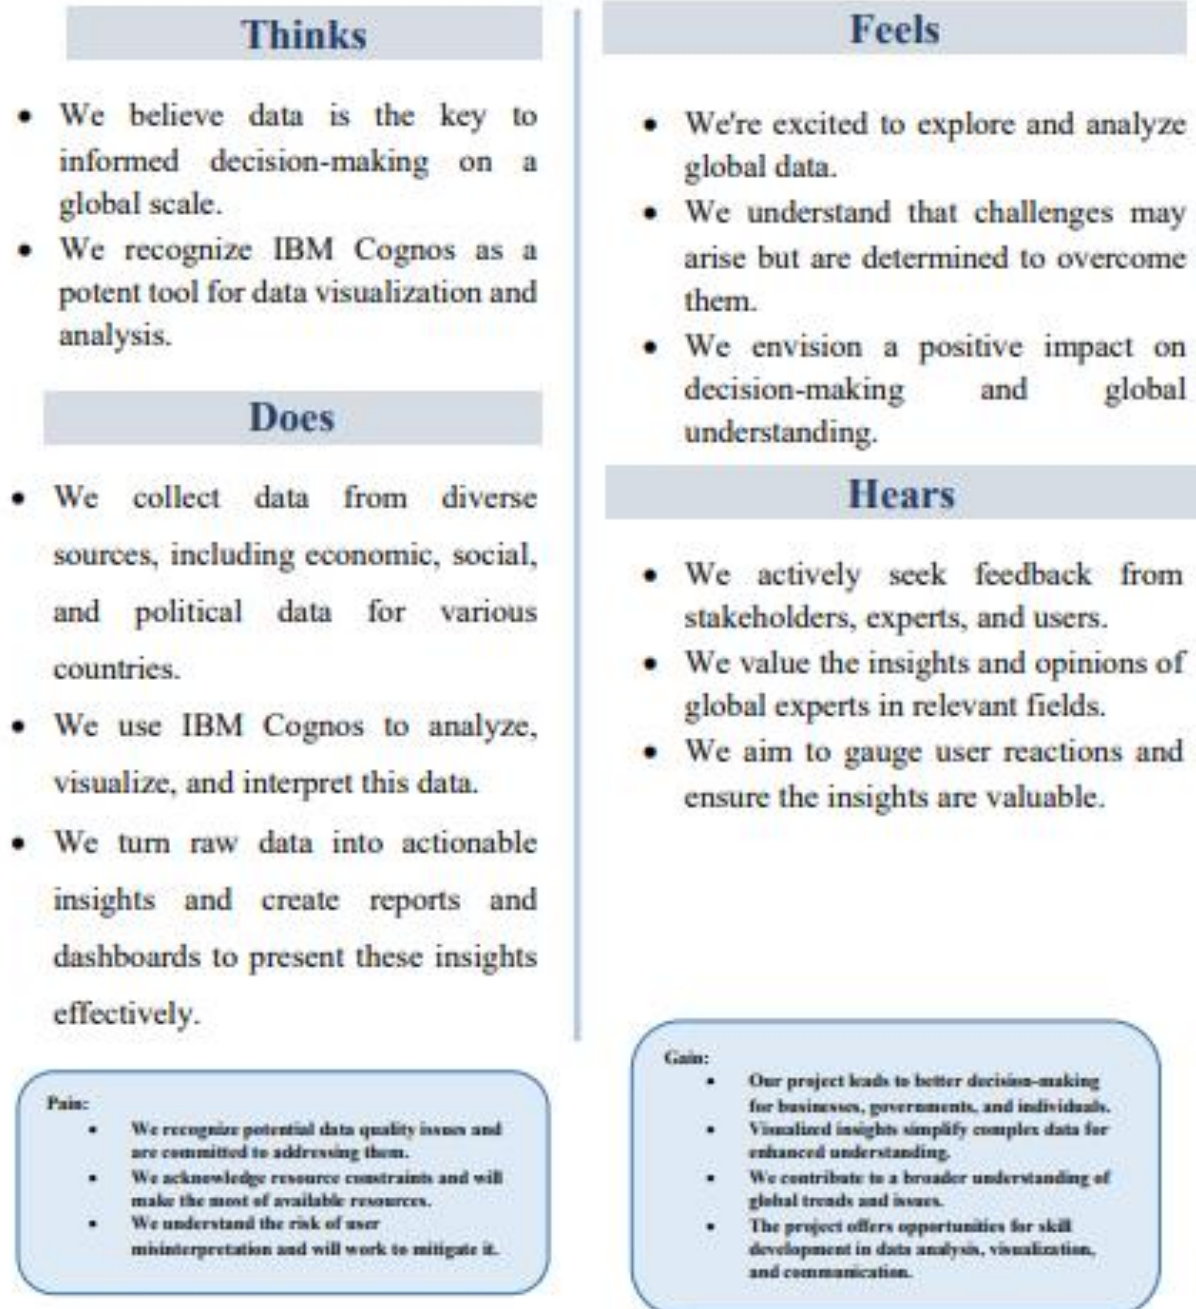 Thinks
• We believe data is the key to
informed decision-making on a
global scale.
• We recognize IBM Cognos as a
potent tool for data visualization and
analysis.
Does
• We collect data from diverse
sources, including economic, social,
and political data for various
countries.
• We use IBM Cognos to analyze,
visualize, and interpret this data.
• We turn raw data into actionable
insights and create reports and
dashboards to present these insights
effectively.
Pain:
• We recognize potential data quality issues and
are committed to addressing them.
• We acknowledge resource constraints and will
make the most of available resources.
• We understand the risk of user
misinterpretation and will work to mitigate it.
Feels
• We're excited to explore and analyze
global data.
• We understand that challenges may
arise but are determined to overcome
them.
• We envision a positive impact on
decision-making and global
understanding.
Hears
• We actively seek feedback from
stakeholders, experts, and users.
• We value the insights and opinions of
global experts in relevant fields.
• We aim to gauge user reactions and
ensure the insights are valuable.
Gain:
• Our project leads to better decision-making
for businesses, governments, and individuals.
• Visualized insights simplify complex data for
enhanced understanding.
• We contribute to a broader understanding of
global trends and issues.
• The project offers opportunities for skill
development in data analysis, visualization,
and communication.